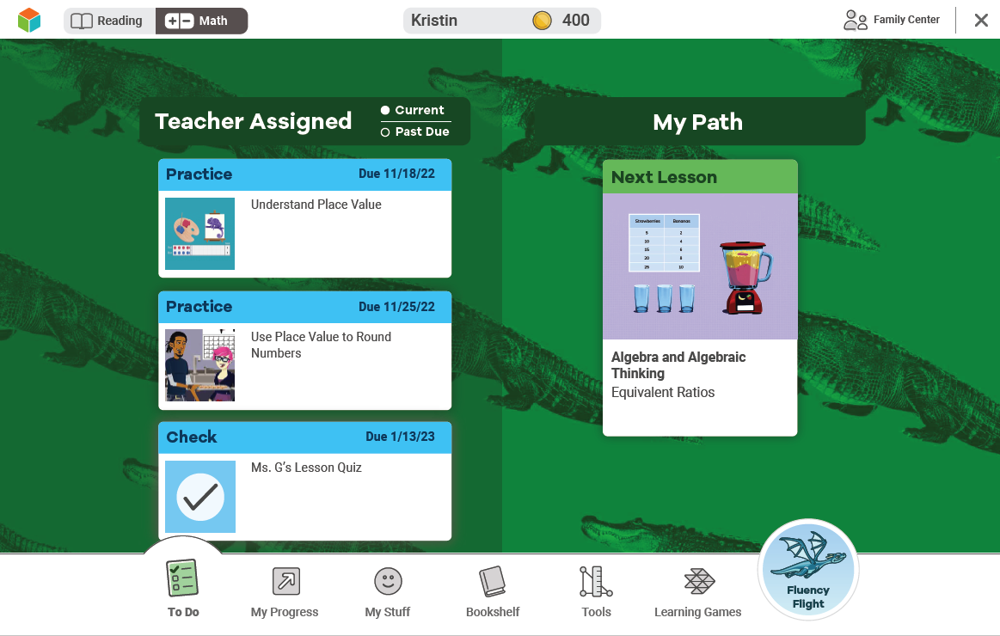 Reading
Math
Kristin
400
Family Center
Teacher Assigned
Current
Past Due
My Path
Practice
Due 11/18/22
Understand Place Value
Practice
Due 11/25/22
Use Place Value to Round
Numbers
Check
Due 1/13/23
Ms. G's Lesson Quiz
Next Lesson
Strawberries Bananas
5 2
10 4
15 6
20 8
25 10
Algebra and Algebraic
Thinking
Equivalent Ratios
To Do
My Progress
My Stuff
Bookshelf
Tools
Learning Games
Fluency
Flight